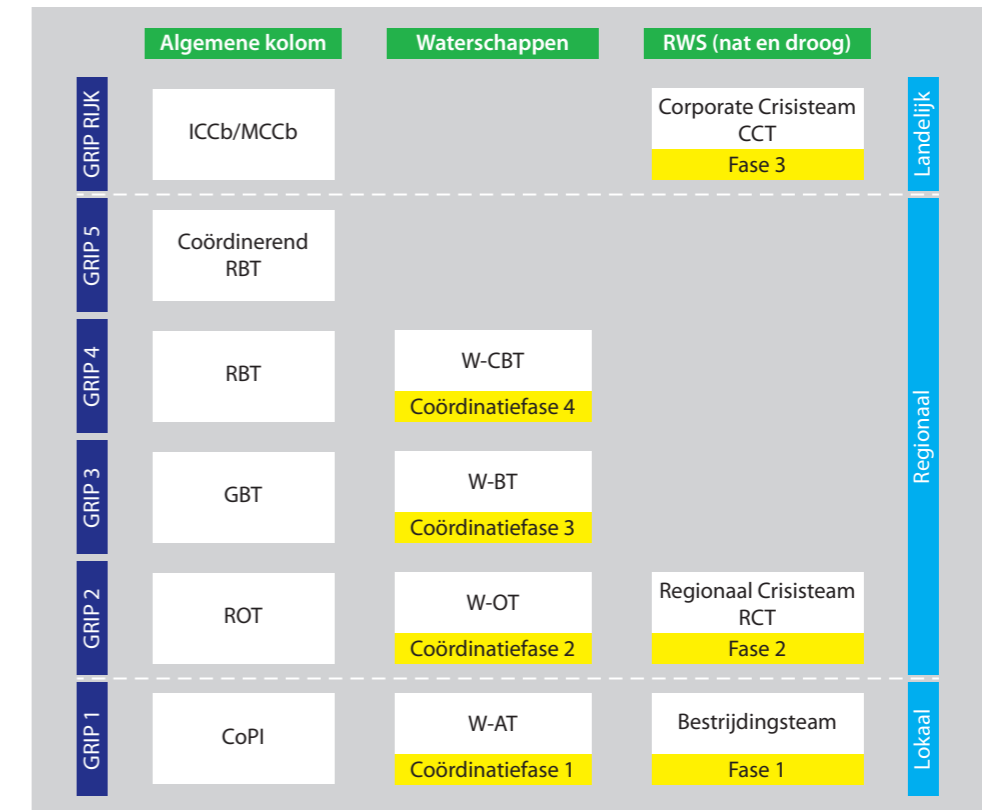 Algemene kolom
Waterschappen
RWS (nat en droog)
GRIP RIJK
ICCb/MCCb
Corporate Crisisteam
CCT
Fase 3
Landelijk
GRIP 5
Coördinerend
RBT
Regionaal
GRIP 4
RBT
W-CBT
Coördinatiefase 4
GRIP 3
GBT
W-BT
Coördinatiefase 3
GRIP 2
ROT
W-OT
Coördinatiefase 2
Regionaal Crisisteam
RCT
Fase 2
GRIP 1
CoPI
W-AT
Coördinatiefase 1
Bestrijdingsteam
Fase 1
Lokaal